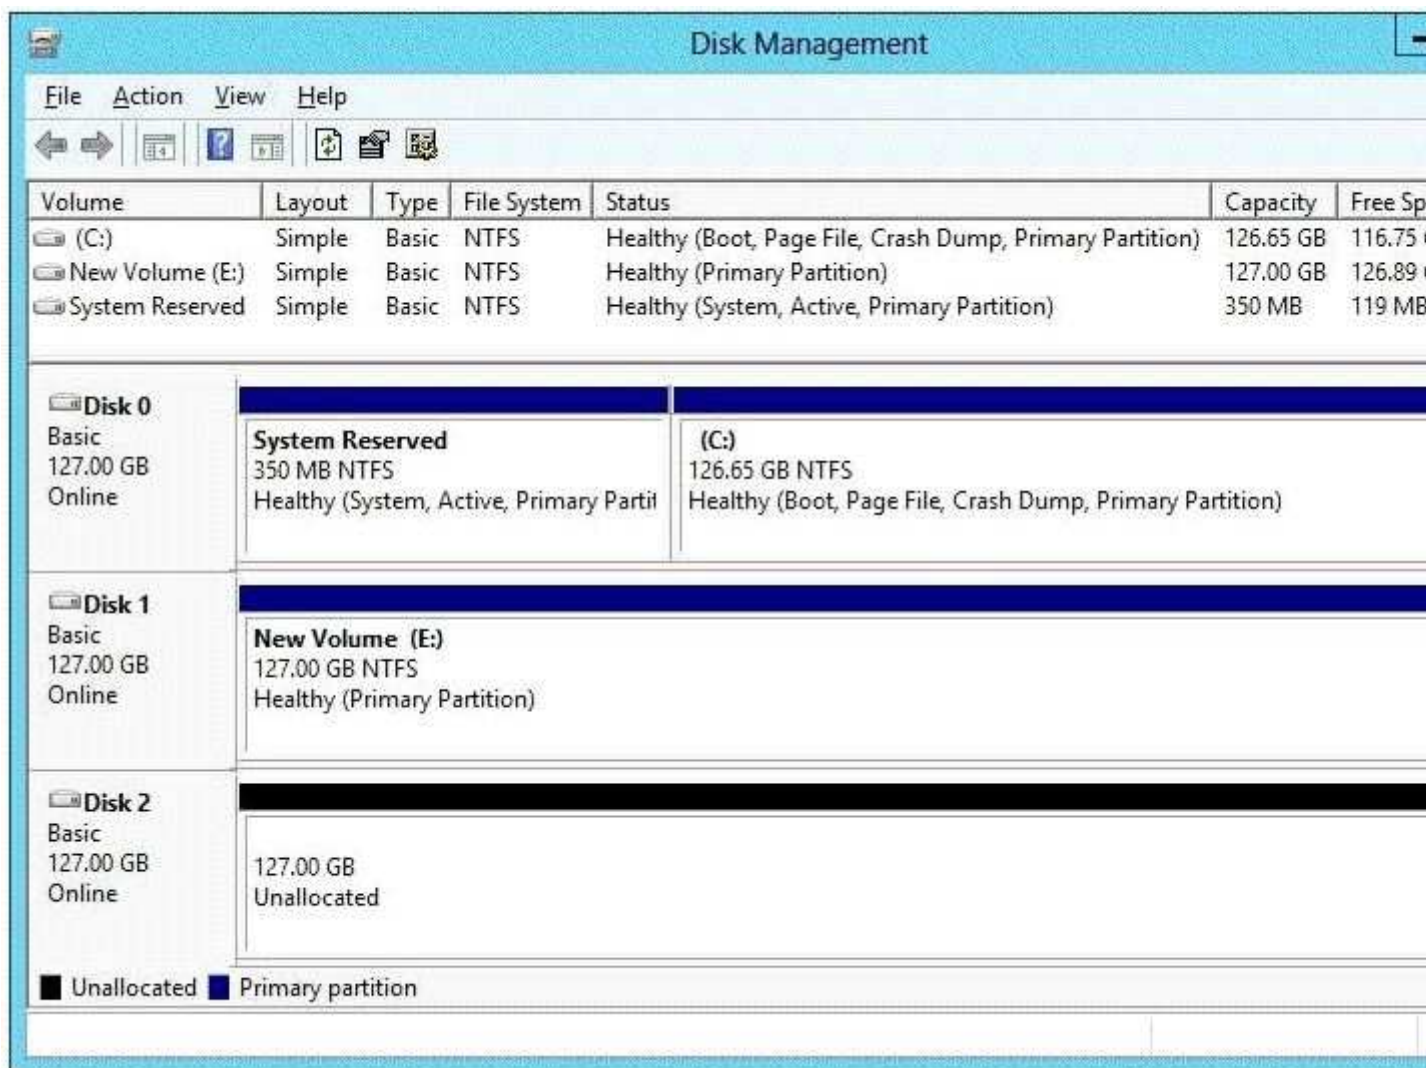 Disk Management
File Action View Help
Volume Layout Type File System Status Capacity Free Sp
(C:) Simple Basic NTFS Healthy (Boot, Page File, Crash Dump, Primary Partition) 126.65 GB 116.75
New Volume (E:) Simple Basic NTFS Healthy (Primary Partition) 127.00 GB 126.89
System Reserved Simple Basic NTFS Healthy (System, Active, Primary Partition) 350 MB 119 MB
Disk 0
Basic
127.00 GB
Online
System Reserved
350 MB NTFS
Healthy (System, Active, Primary Partit
(C:)
126.65 GB NTFS
Healthy (Boot, Page File, Crash Dump, Primary Partition)
Disk 1
Basic
127.00 GB
Online
New Volume (E:)
127.00 GB NTFS
Healthy (Primary Partition)
Disk 2
Basic
127.00 GB
Online
127.00 GB
Unallocated
Unallocated Primary partition